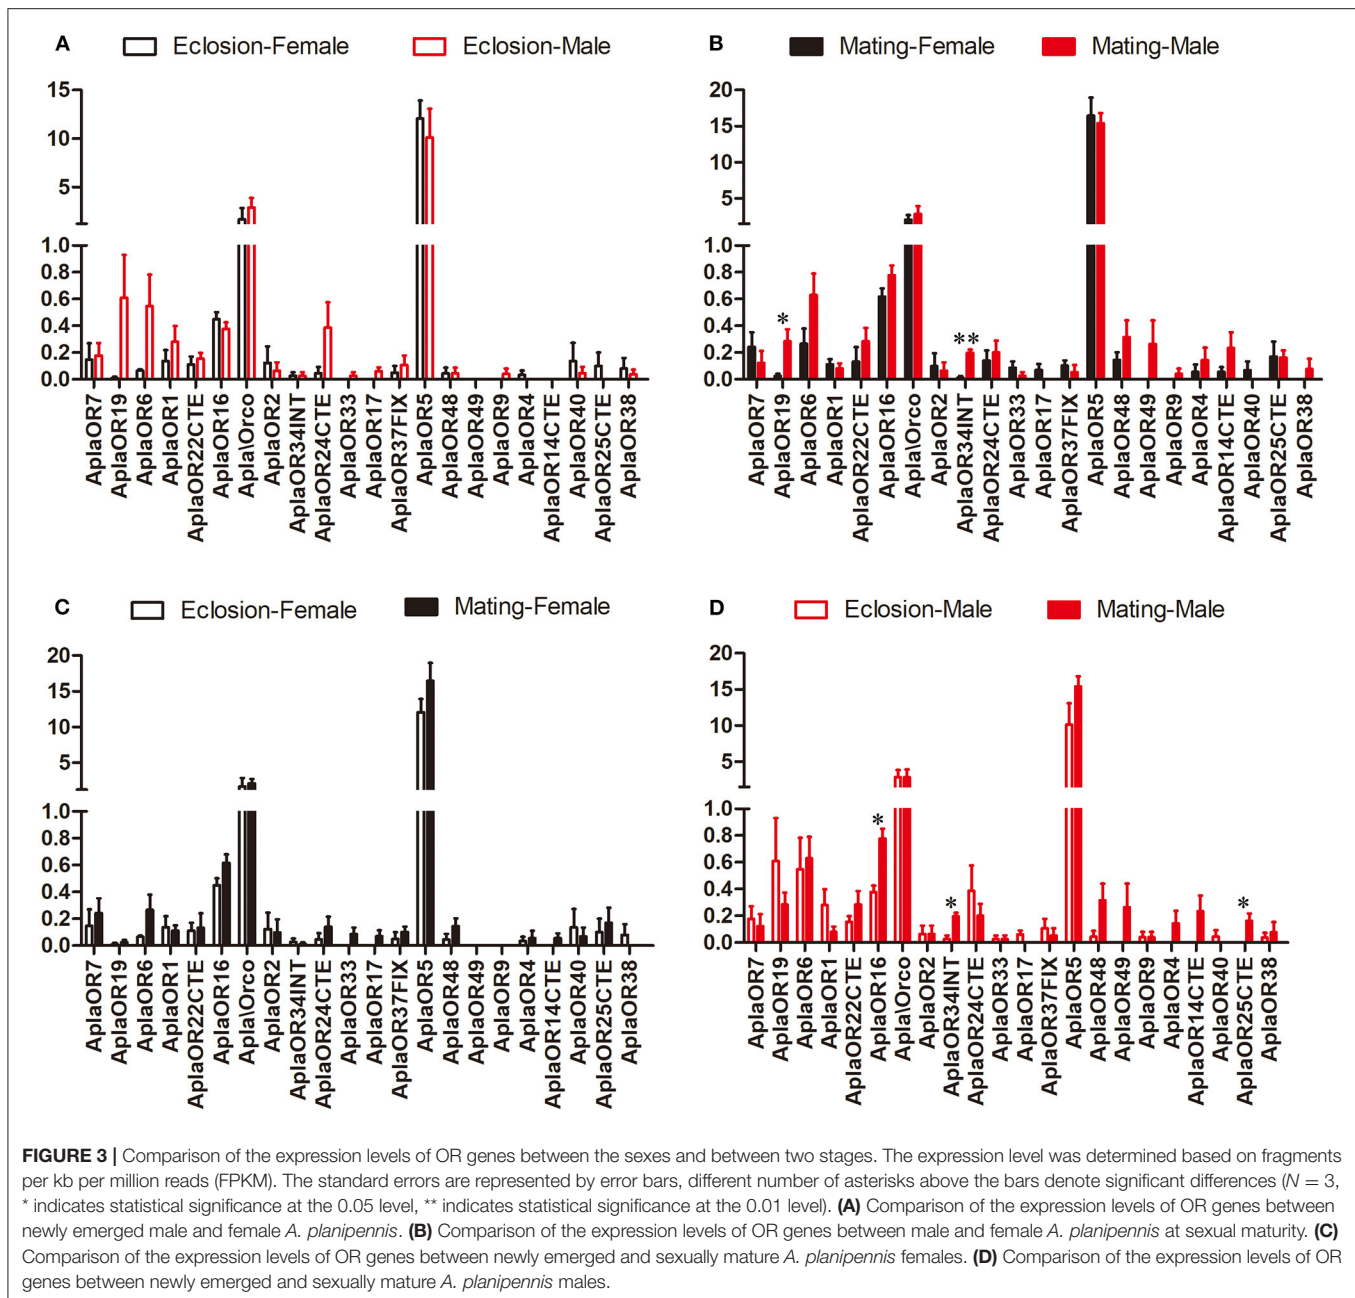 A Eclosion-Female Eclosion-Male
15
10
5
1.0
0.8
0.6
0.4
0.2
0.0
AplaOR7
AplaOR19
AplaOR6
AplaOR1
AplaOR22CTE
AplaOR16
Apla\Orco
AplaOR2
AplaOR34INT
AplaOR24CTE
AplaOR33
AplaOR17
AplaOR37FIX
AplaOR5
AplaOR48
AplaOR49
AplaOR9
AplaOR4
AplaOR14CTE
AplaOR40
AplaOR25CTE
AplaOR38
B Mating-Female Mating-Male
20
15
10
5
1.0
0.8
0.6
0.4
0.2
0.0
*
**
AplaOR7
AplaOR19
AplaOR6
AplaOR1
AplaOR22CTE
AplaOR16
Apla\Orco
AplaOR2
AplaOR34INT
AplaOR24CTE
AplaOR33
AplaOR17
AplaOR37FIX
AplaOR5
AplaOR48
AplaOR49
AplaOR9
AplaOR4
AplaOR14CTE
AplaOR40
AplaOR25CTE
AplaOR38
C Eclosion-Female Mating-Female
20
15
10
5
1.0
0.8
0.6
0.4
0.2
0.0
AplaOR7
AplaOR19
AplaOR6
AplaOR1
AplaOR22CTE
AplaOR16
Apla\Orco
AplaOR2
AplaOR34INT
AplaOR24CTE
AplaOR33
AplaOR17
AplaOR37FIX
AplaOR5
AplaOR48
AplaOR49
AplaOR9
AplaOR4
AplaOR14CTE
AplaOR40
AplaOR25CTE
AplaOR38
D Eclosion-Male Mating-Male
20
15
10
5
1.0
0.8
0.6
0.4
0.2
0.0
*
*
*
AplaOR7
AplaOR19
AplaOR6
AplaOR1
AplaOR22CTE
AplaOR16
Apla\Orco
AplaOR2
AplaOR34INT
AplaOR24CTE
AplaOR33
AplaOR17
AplaOR37FIX
AplaOR5
AplaOR48
AplaOR49
AplaOR9
AplaOR4
AplaOR14CTE
AplaOR40
AplaOR25CTE
AplaOR38
FIGURE 3 | Comparison of the expression levels of OR genes between the sexes and between two stages. The expression level was determined based on fragments
per kb per million reads (FPKM). The standard errors are represented by error bars, different number of asterisks above the bars denote significant differences (N = 3,
* indicates statistical significance at the 0.05 level, ** indicates statistical significance at the 0.01 level). (A) Comparison of the expression levels of OR genes between
newly emerged male and female A. planipennis. (B) Comparison of the expression levels of OR genes between male and female A. planipennis at sexual maturity. (C)
Comparison of the expression levels of OR genes between newly emerged and sexually mature A. planipennis females. (D) Comparison of the expression levels of OR
genes between newly emerged and sexually mature A. planipennis males.